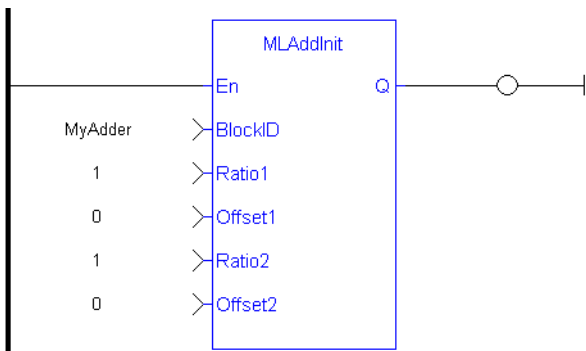 MLAddInit
En Q
MyAdder BlockID
1 Ratio1
0 Offset1
1 Ratio2
0 Offset2